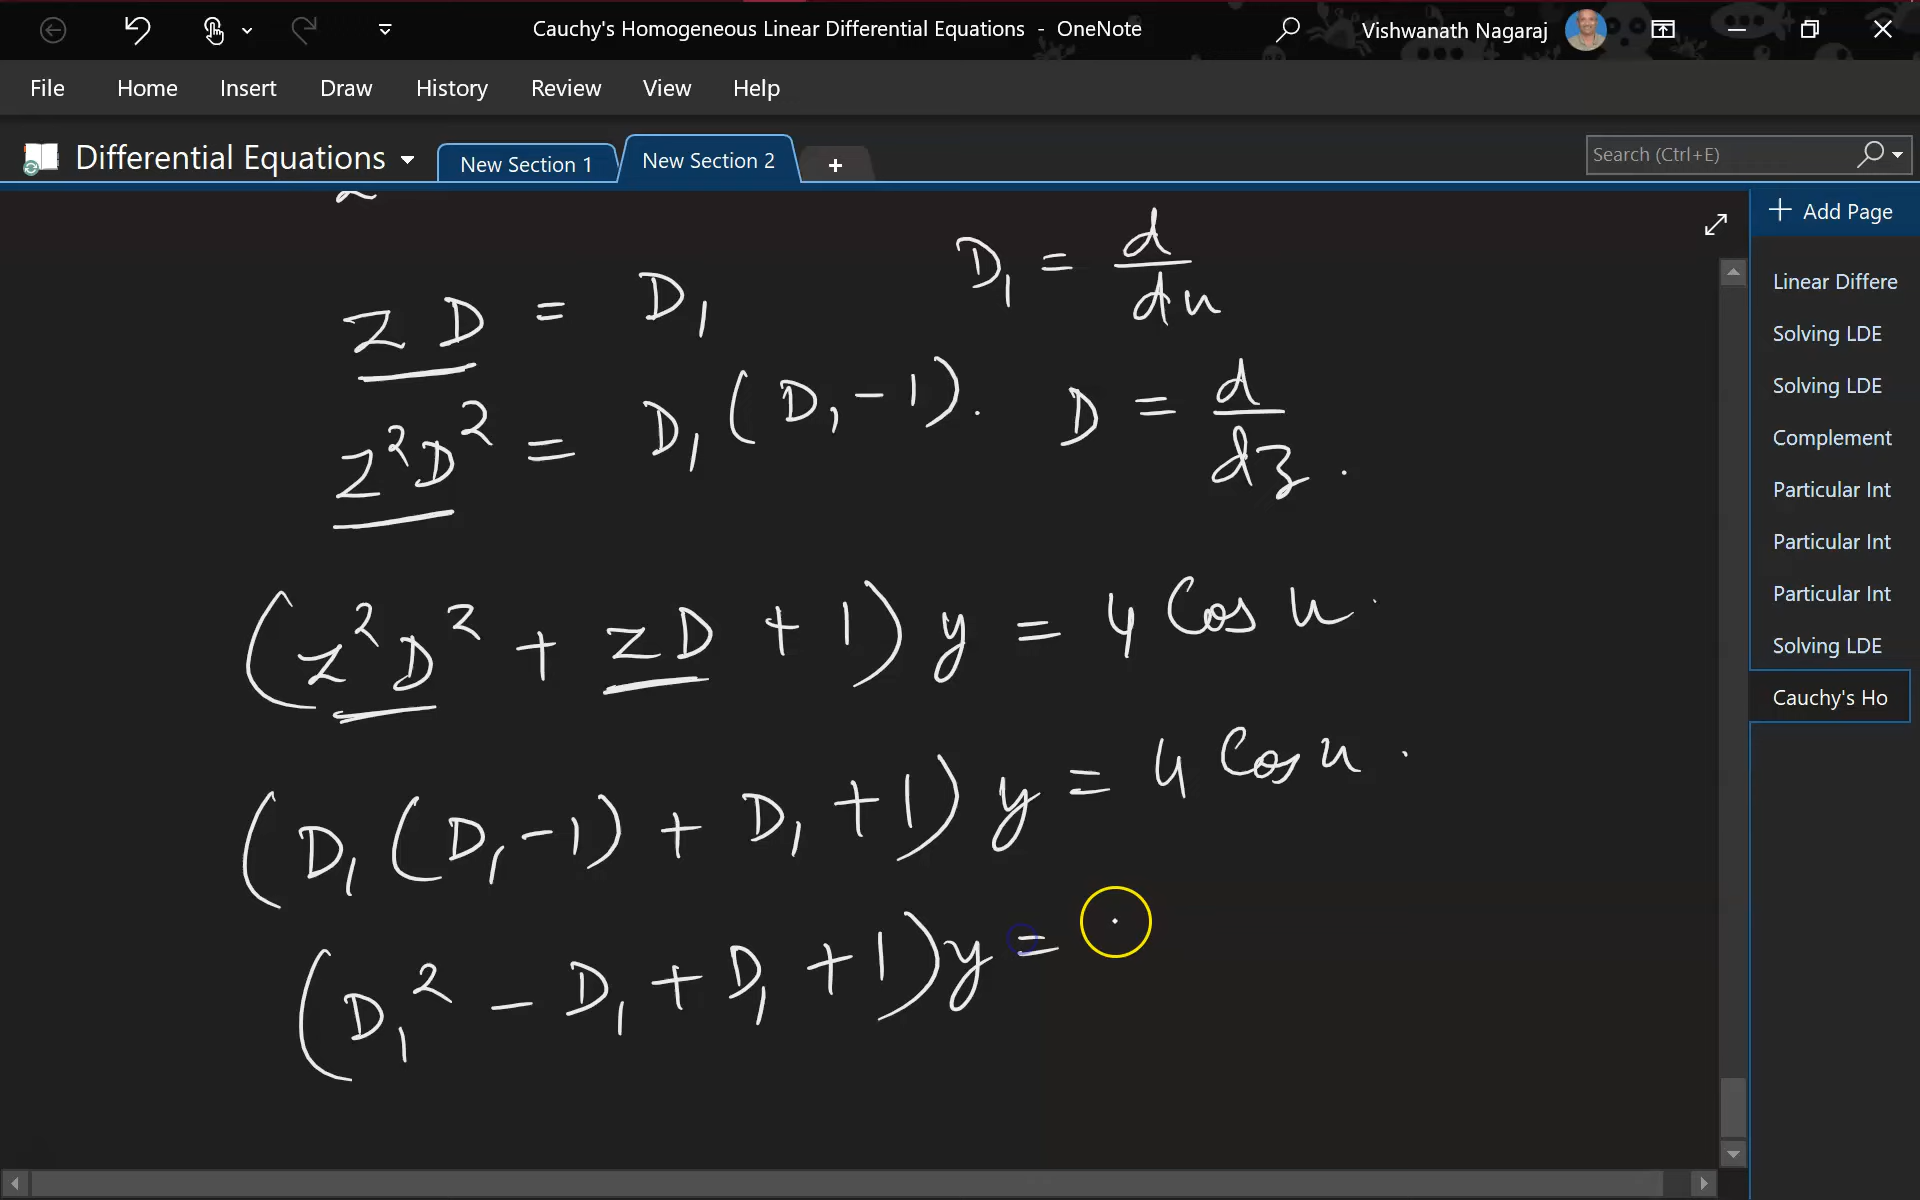 Cauchy's Homogeneous Linear Differential Equations - OneNote
Vishwanath Nagaraj
File Home Insert Draw History Review View Help
Differential Equations
New Section 1
New Section 2
+
Search (Ctrl+E)
+ Add Page
Linear Differe
Solving LDE
Solving LDE
Complement
Particular Int
Particular Int
Particular Int
Solving LDE
Cauchy's Ho
z D = D₁ D₁ = d/du
z²D² = D₁ (D₁ - 1). D = d/dz.
(z²D² + zD + 1) y = 4 Cos u.
(D₁ (D₁ - 1) + D₁ + 1) y = 4 Cos u.
(D₁² - D₁ + D₁ + 1) y =